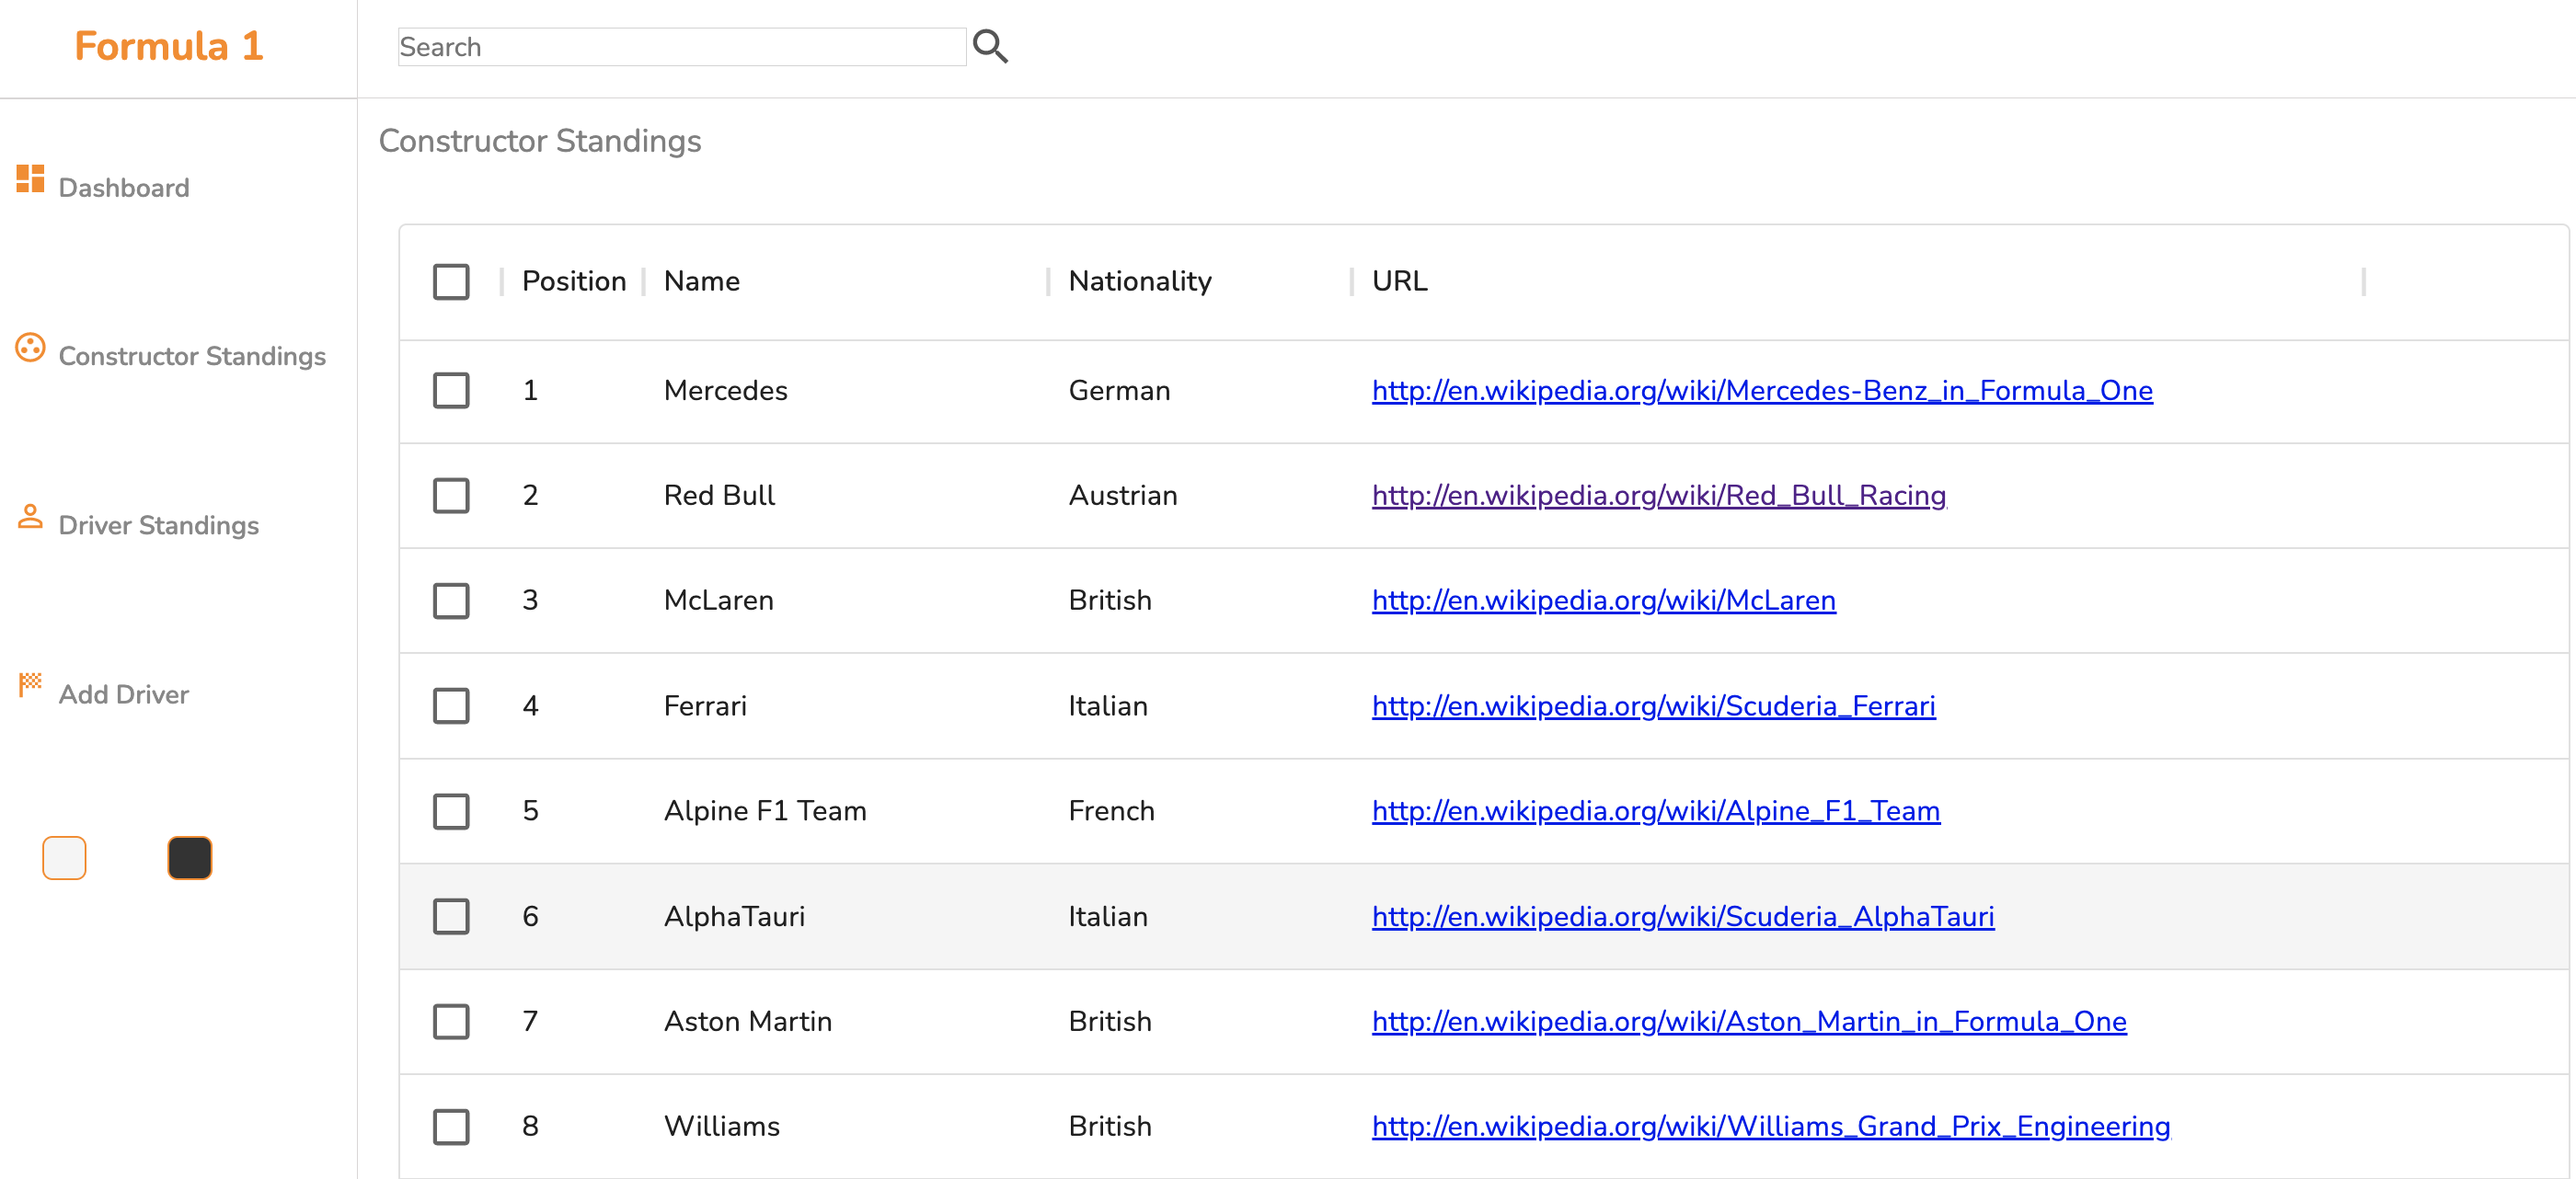 Formula 1
Search
Dashboard
Constructor Standings
Driver Standings
Add Driver
Constructor Standings
Position Name Nationality URL
1 Mercedes German http://en.wikipedia.org/wiki/Mercedes-Benz_in_Formula_One
2 Red Bull Austrian http://en.wikipedia.org/wiki/Red_Bull_Racing
3 McLaren British http://en.wikipedia.org/wiki/McLaren
4 Ferrari Italian http://en.wikipedia.org/wiki/Scuderia_Ferrari
5 Alpine F1 Team French http://en.wikipedia.org/wiki/Alpine_F1_Team
6 AlphaTauri Italian http://en.wikipedia.org/wiki/Scuderia_AlphaTauri
7 Aston Martin British http://en.wikipedia.org/wiki/Aston_Martin_in_Formula_One
8 Williams British http://en.wikipedia.org/wiki/Williams_Grand_Prix_Engineering